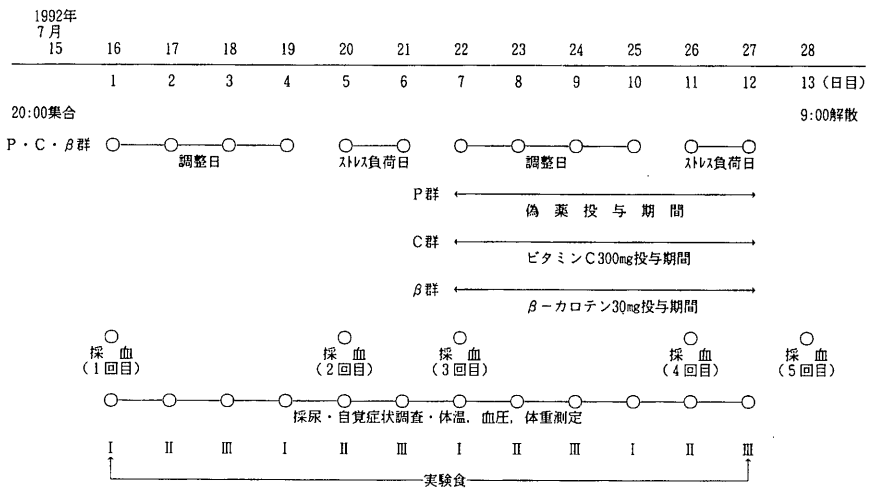 1992年
7月
15 16 17 18 19 20 21 22 23 24 25 26 27 28
1 2 3 4 5 6 7 8 9 10 11 12 13(日目)
20:00集合 9:00解散
P・C・β群
調整日 ストレス負荷日 調整日 ストレス負荷日
P群
偽薬投与期間
C群
ビタミンC300mg投与期間
β群
β-カロテン30mg投与期間
採血 採血 採血 採血 採血
(1回目) (2回目) (3回目) (4回目) (5回目)
採尿・自覚症状調査・体温, 血圧, 体重測定
Ⅰ Ⅱ Ⅲ Ⅰ Ⅱ Ⅲ Ⅰ Ⅱ Ⅲ Ⅰ Ⅱ Ⅲ
実験食